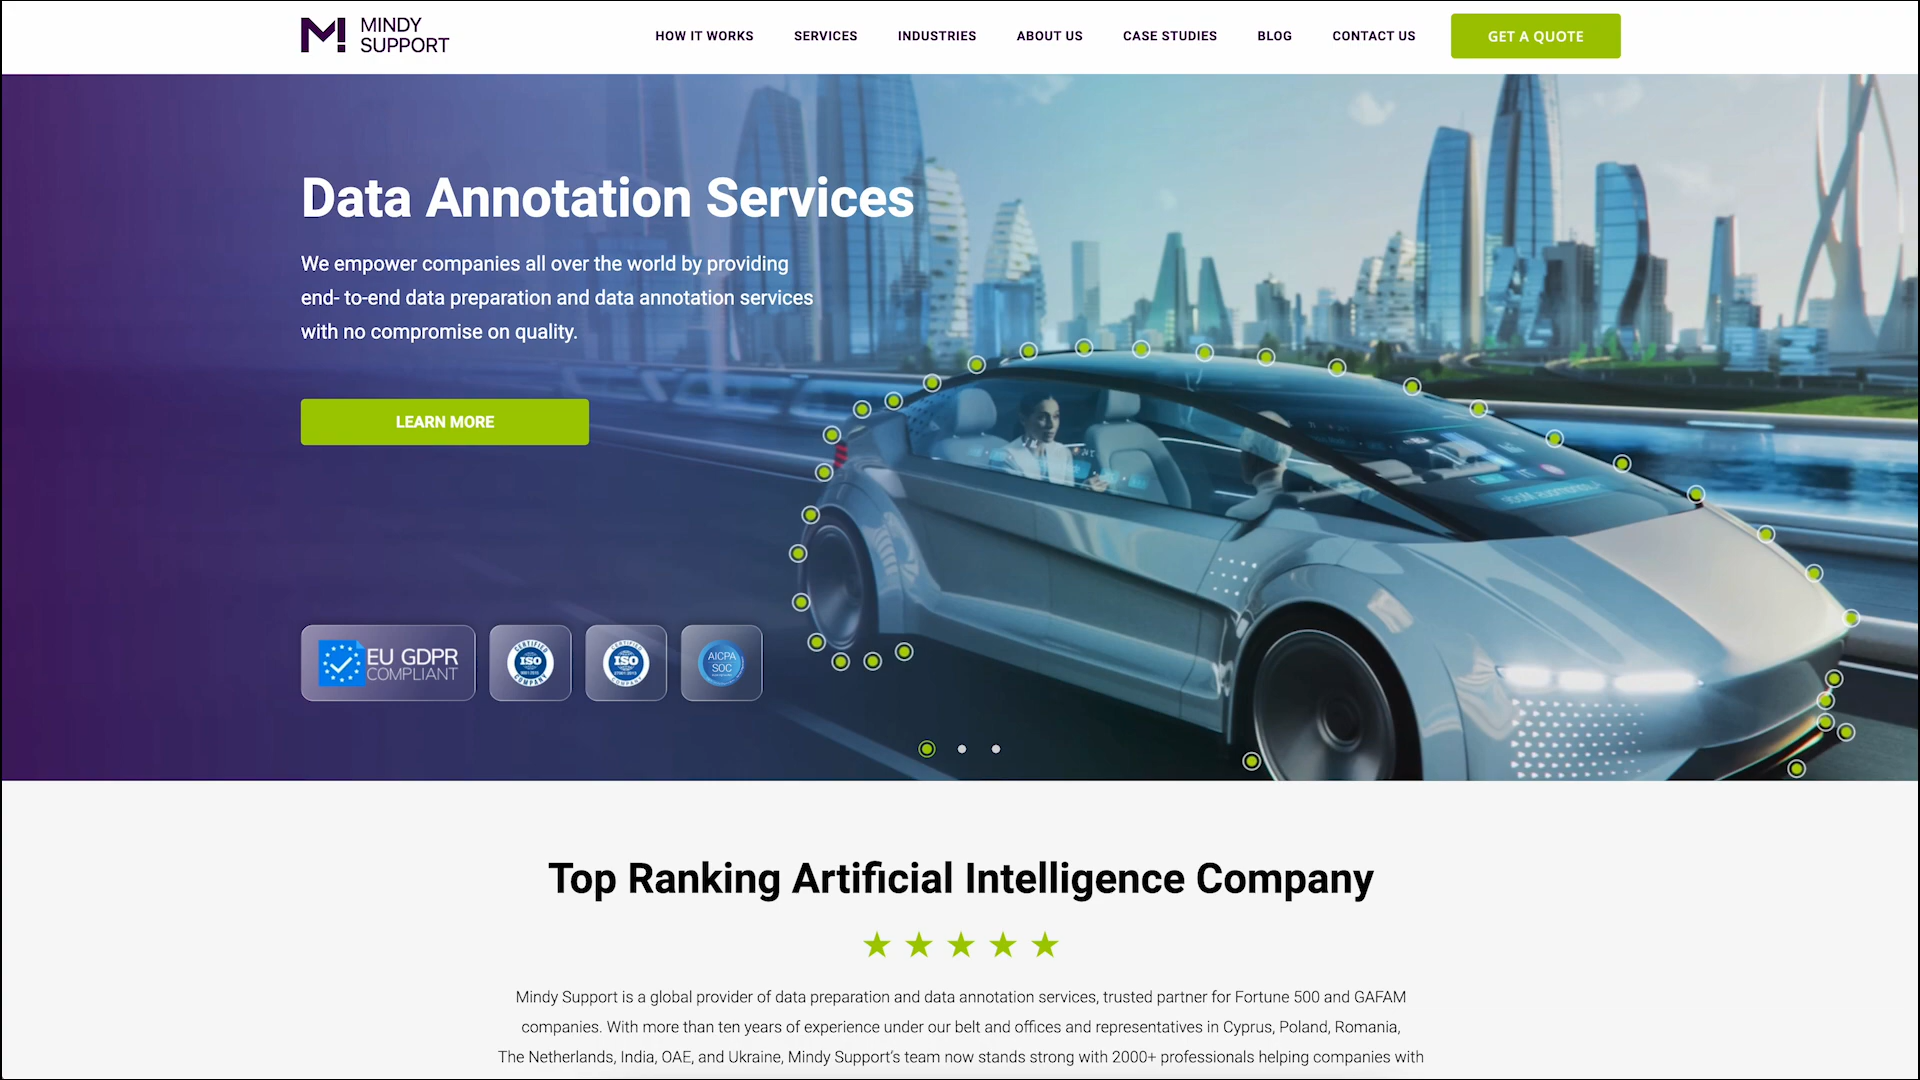 MINDY
SUPPORT
HOW IT WORKS
SERVICES
INDUSTRIES
ABOUT US
CASE STUDIES
BLOG
CONTACT US
GET A QUOTE
Data Annotation Services
We empower companies all over the world by providing
end- to-end data preparation and data annotation services
with no compromise on quality.
LEARN MORE
EU GDPR
COMPLIANT
CERTIFIED
ISO
COMPANY
CERTIFIED
ISO
COMPANY
AICPA
SOC
Top Ranking Artificial Intelligence Company
Mindy Support is a global provider of data preparation and data annotation services, trusted partner for Fortune 500 and GAFAM
companies. With more than ten years of experience under our belt and offices and representatives in Cyprus, Poland, Romania,
The Netherlands, India, OAE, and Ukraine, Mindy Support's team now stands strong with 2000+ professionals helping companies with